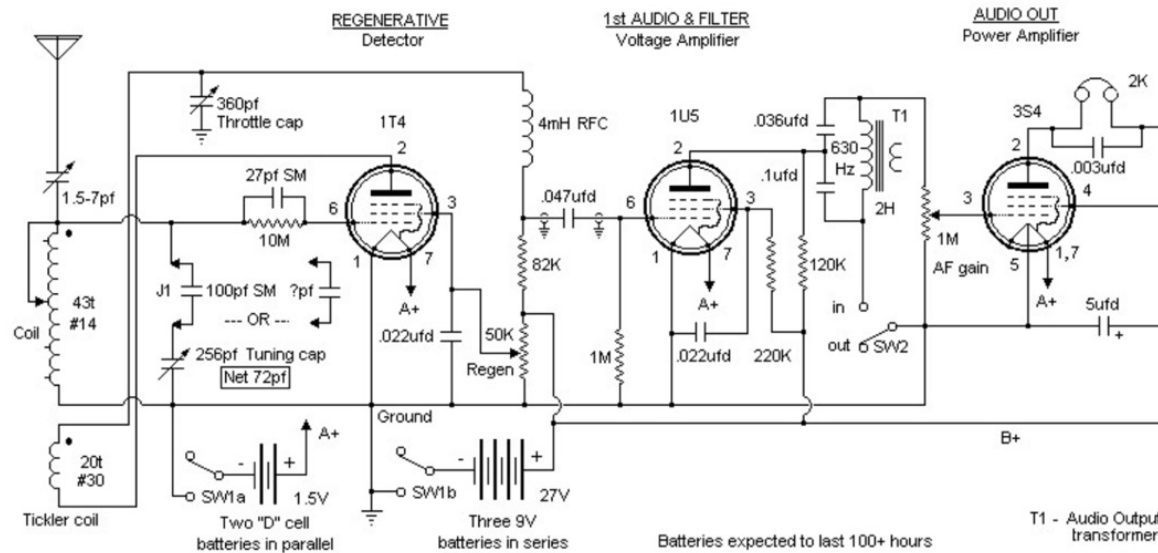 REGENERATIVE
Detector
1st AUDIO & FILTER
Voltage Amplifier
AUDIO OUT
Power Amplifier
360pf
Throttle cap
4mH RFC
1T4
1U5
3S4
2K
.036ufd
T1
630
Hz
.1ufd
2H
.003ufd
1.5-7pf
27pf SM
10M
2
6
3
1
7
A+
.047ufd
2
6
3
1
7
A+
2
3
4
5
1,7
A+
1M
AF gain
82K
120K
5ufd
+
in
out
SW2
Coil
43t
#14
J1
100pf SM
?pf
--- OR ---
256pf Tuning cap
Net 72pf
.022ufd
50K
Regen
1M
.022ufd
220K
Ground
B+
20t
#30
Tickler coil
A+
- +
SW1a
1.5V
Two "D" cell
batteries in parallel
- +
SW1b
27V
Three 9V
batteries in series
Batteries expected to last 100+ hours
T1 - Audio Output
transformer